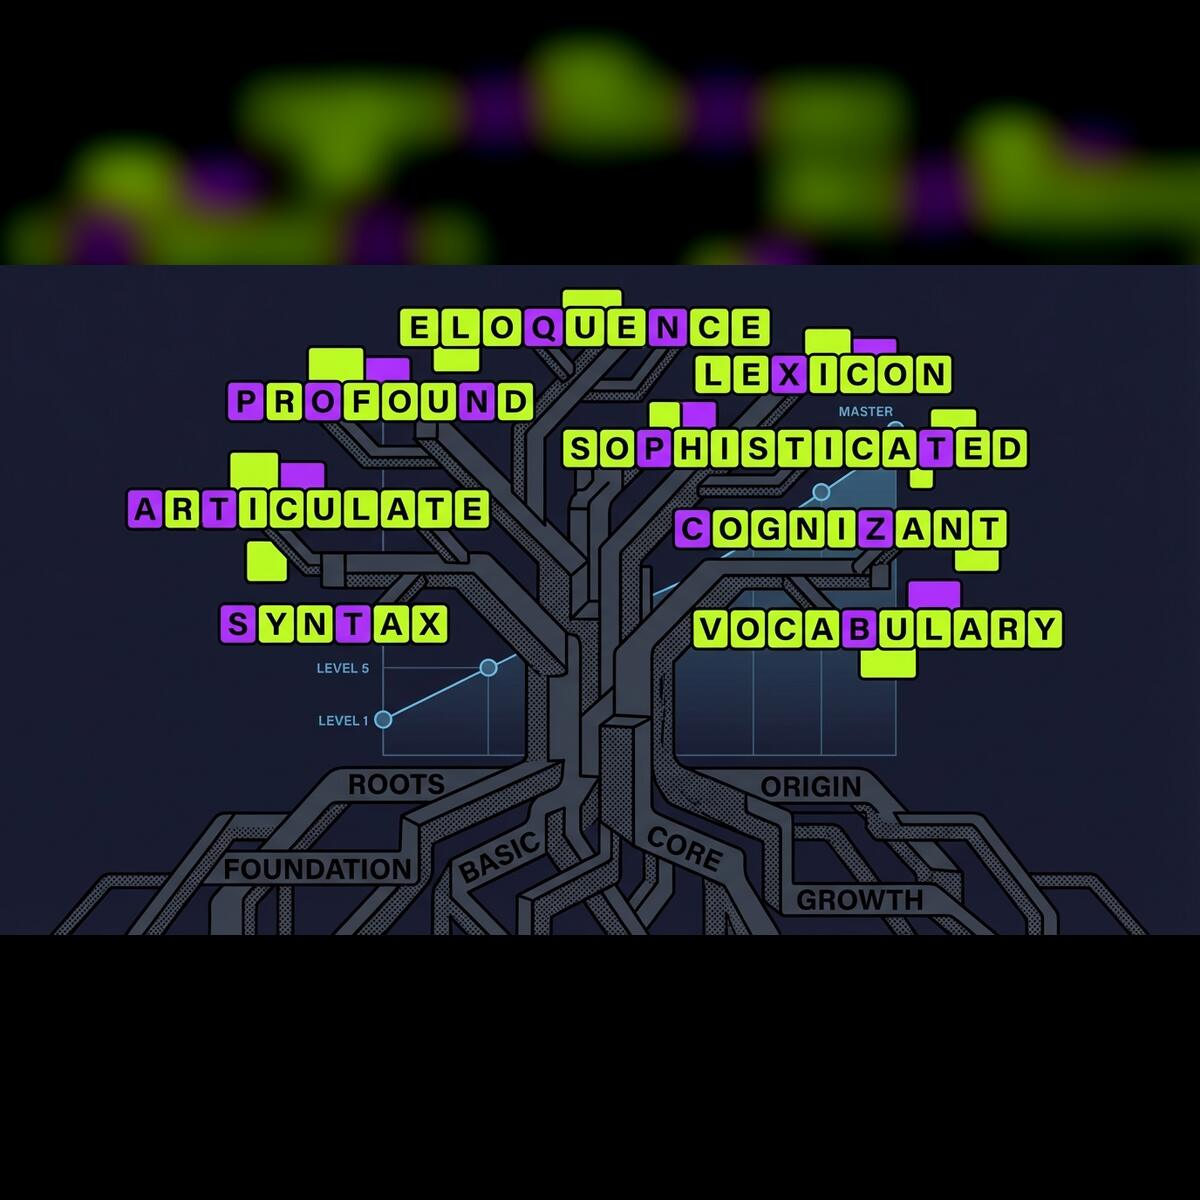 ELOQUENCE
LEXICON
PROFOUND
MASTER
SOPHISTICATED
ARTICULATE
COGNIZANT
SYNTAX
VOCABULARY
LEVEL 5
LEVEL 1
ROOTS
ORIGIN
FOUNDATION
BASIC
CORE
GROWTH